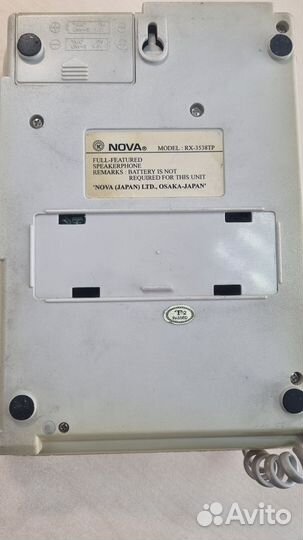 NOVA® MODEL : RX-3538TP
FULL-FEATURED
SPEAKERPHONE
REMARKS : BATTERY IS NOT
REQUIRED FOR THIS UNIT
'NOVA (JAPAN) LTD., OSAKA-JAPAN'
Avito